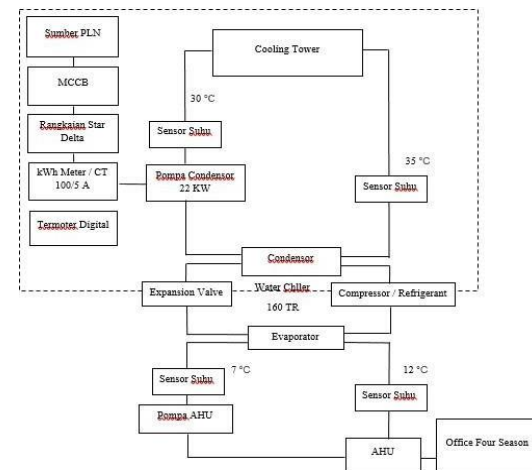 Sumber PLN
MCCB
Rangkaian Star
Delta
kWh Meter / CT
100/5 A
Termoter Digital
Cooling Tower
30 °C
Sensor Suhu
Pompa Condensor
22 KW
35 °C
Sensor Suhu
Condensor
Expansion Valve
Water Chller
160 TR
Compressor / Refrigerant
Evaporator
7 °C
Sensor Suhu
Pompa AHU
12 °C
Sensor Suhu
AHU
Office Four Season